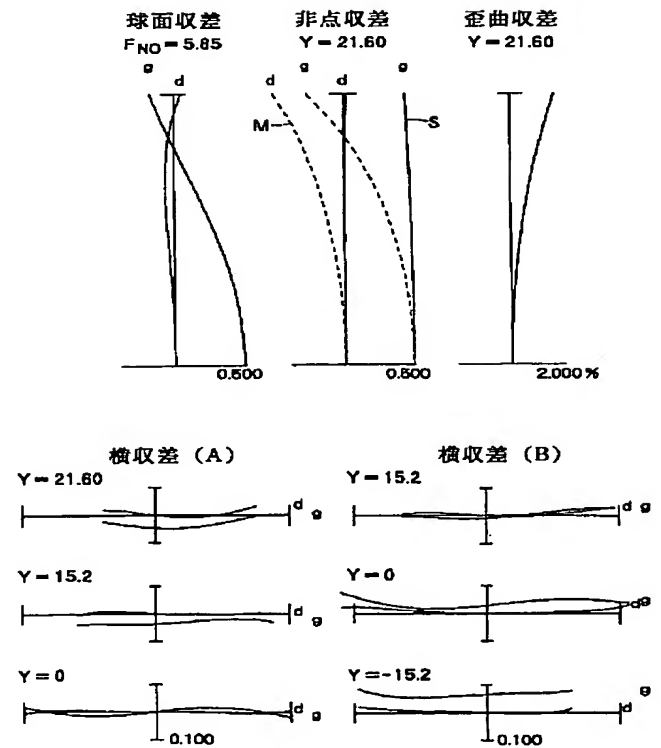 球面収差
FNO=5.85
g d
0.500
非点収差
Y=21.60
d g d g
M
S
0.500
歪曲収差
Y=21.60
2.000%
横収差 (A)
Y=21.60
d g
Y=15.2
d g
Y=0
d g
0.100
横収差 (B)
Y=15.2
d g
Y=0
d g
Y=-15.2
g
d
0.100